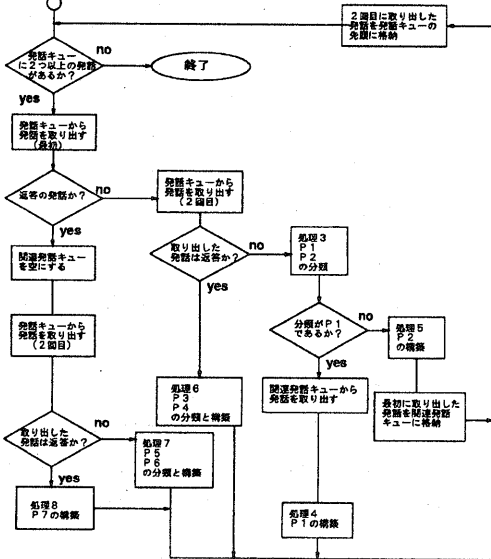 2回目に取り出した
発話を発話キューの
先頭に格納
発話キュー
に2つ以上の発話
があるか?
no
終了
yes
発話キューから
発話を取り出す
(最初)
返答の発話か?
no
発話キューから
発話を取り出す
(2回目)
yes
関連発話キュー
を空にする
取り出した
発話は返答か?
no
処理3
P1
P2
の分類
yes
発話キューから
発話を取り出す
(2回目)
分類がP1
であるか?
no
処理5
P2
の構築
yes
処理6
P3
P4
の分類と構築
関連発話キューから
発話を取り出す
最初に取り出した
発話を関連発話
キューに格納
取り出した
発話は返答か?
no
処理7
P5
P6
の分類と構築
yes
処理8
P7の構築
処理4
P1の構築